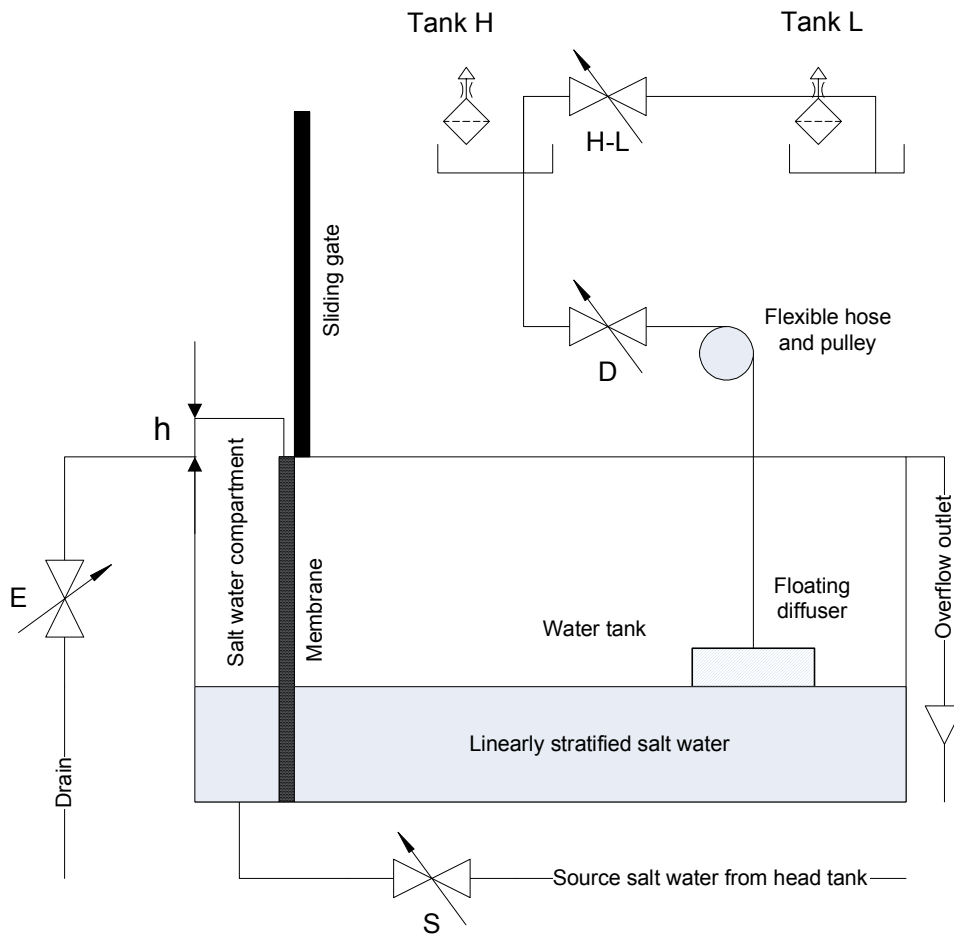 Tank H
Tank L
H-L
Sliding gate
Flexible hose
and pulley
D
h
Salt water compartment
E
Membrane
Floating
diffuser
Water tank
Overflow outlet
Linearly stratified salt water
Drain
Source salt water from head tank
S